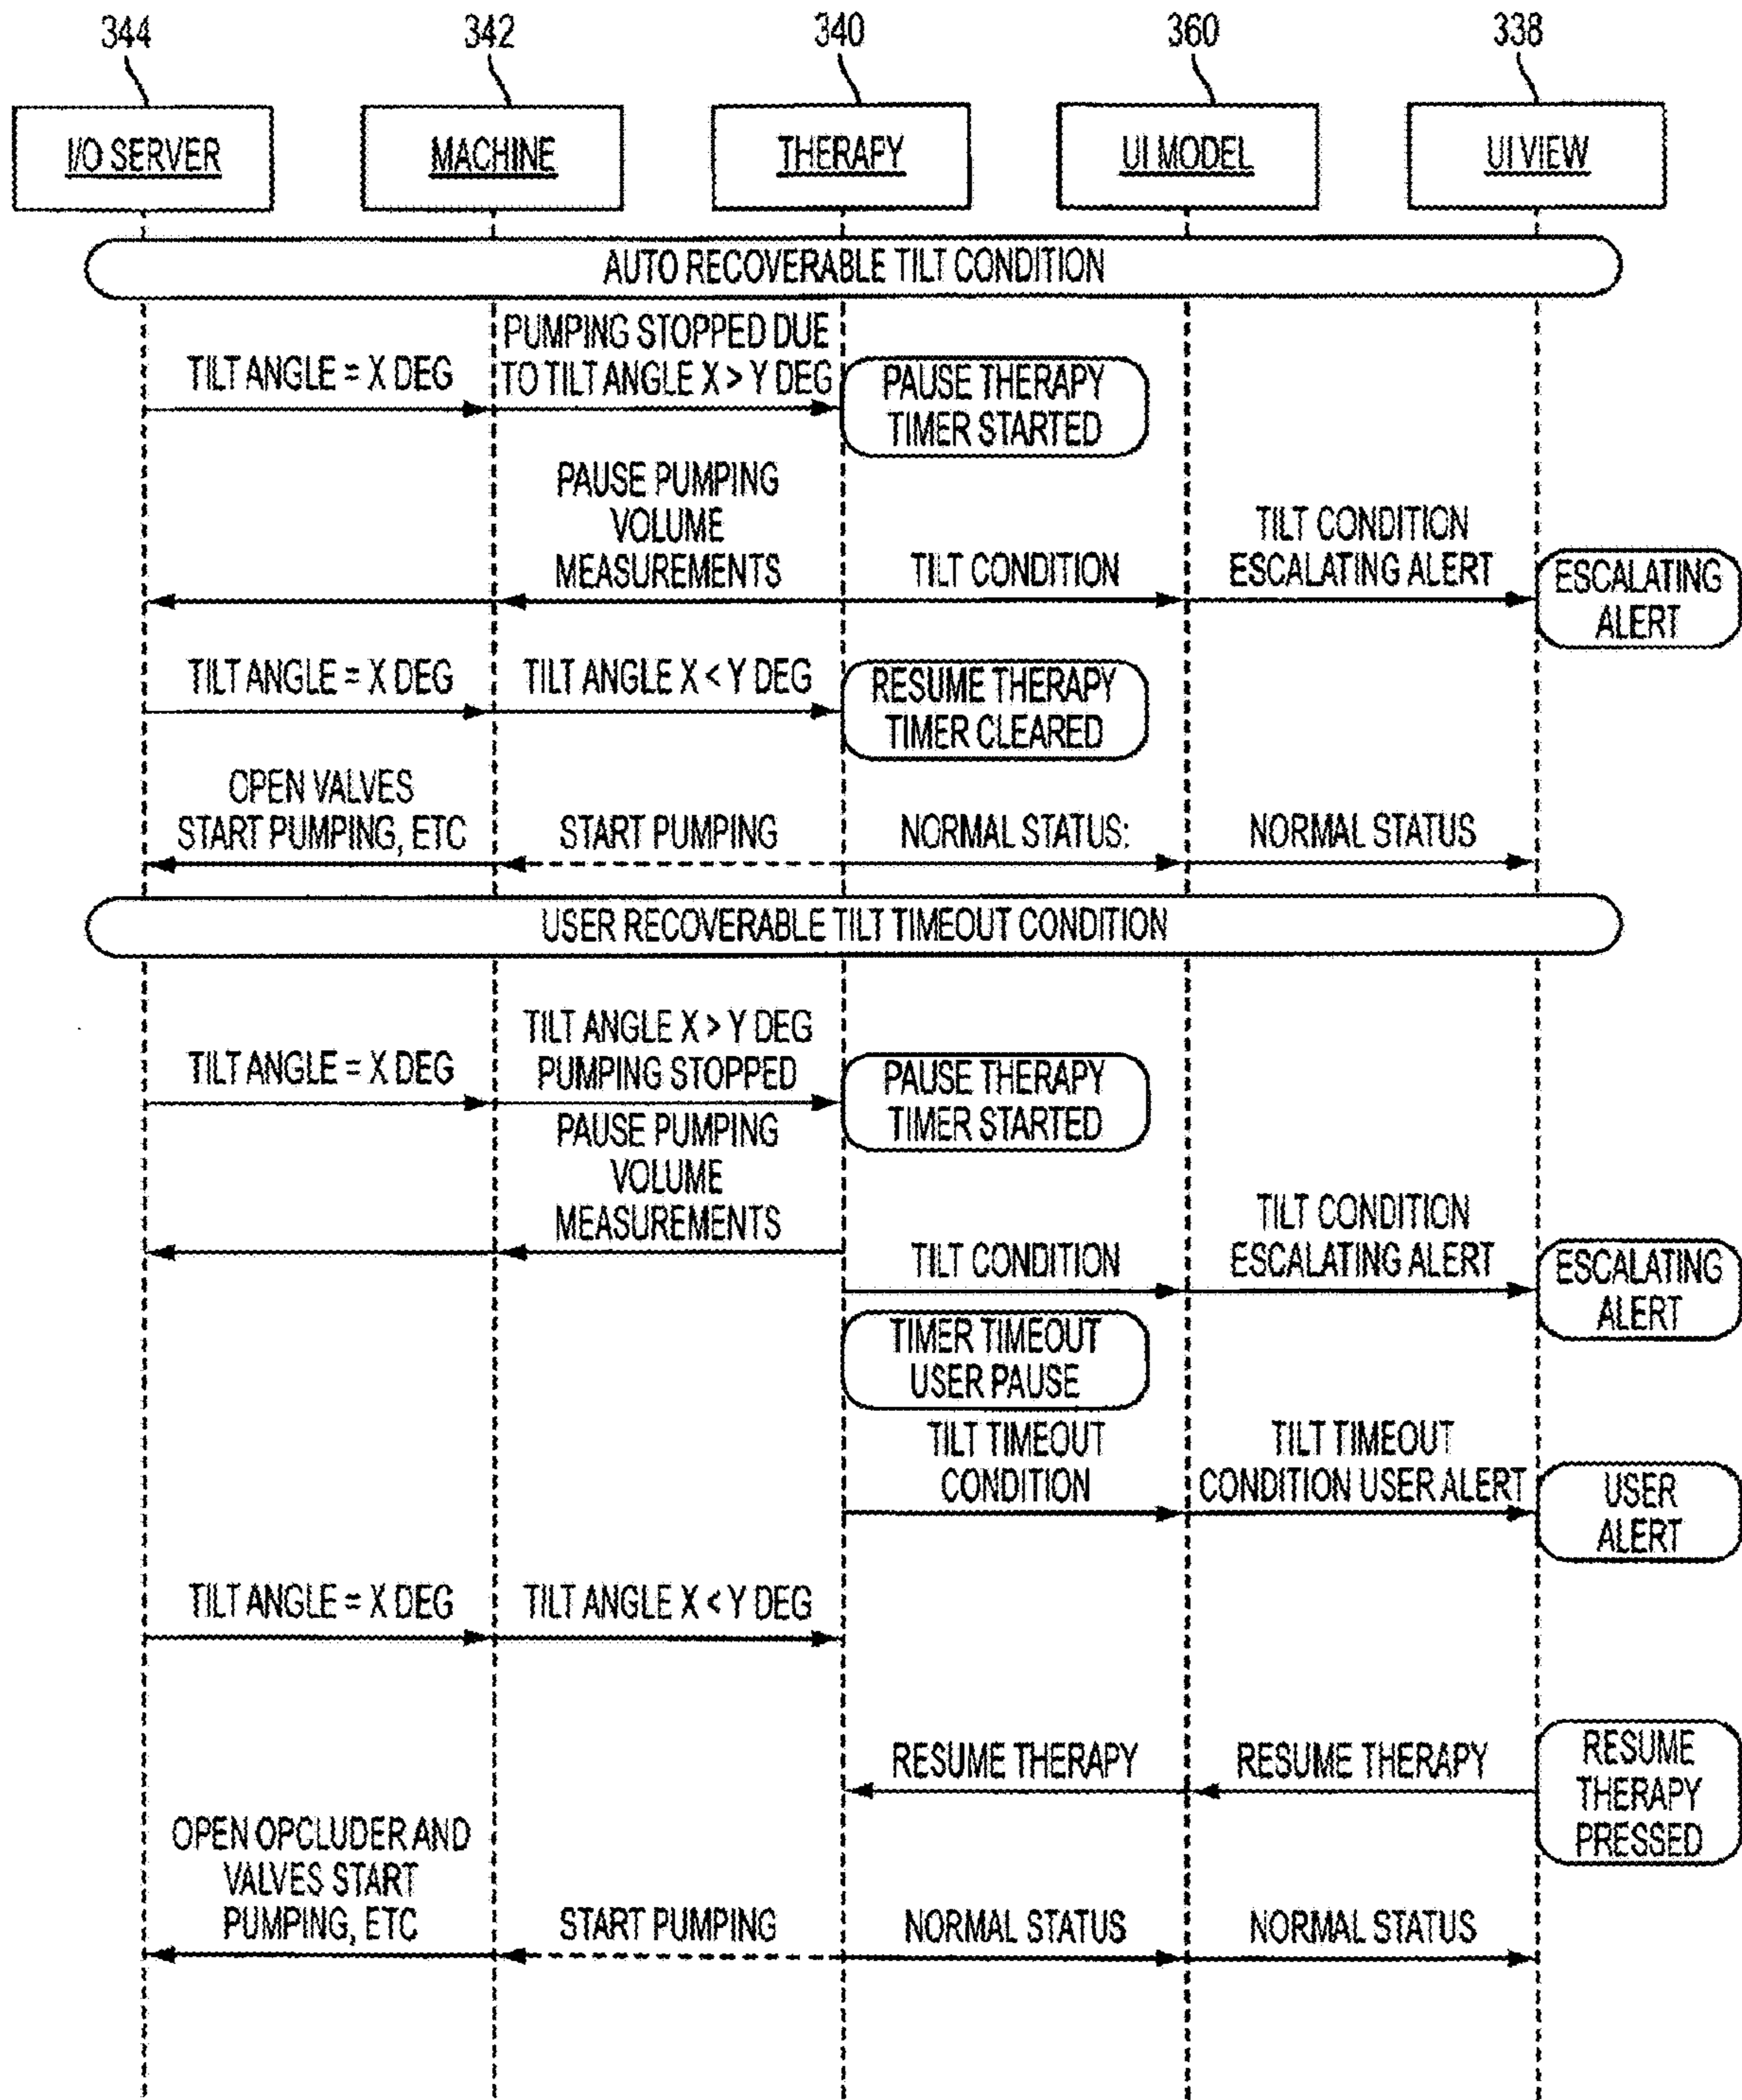 344 342 340 360 338
I/O SERVER MACHINE THERAPY UI MODEL UI VIEW
AUTO RECOVERABLE TILT CONDITION
PUMPING STOPPED DUE
TILT ANGLE = X DEG TO TILT ANGLE X > Y DEG
PAUSE THERAPY
TIMER STARTED
PAUSE PUMPING
VOLUME
MEASUREMENTS
TILT CONDITION
TILT CONDITION
ESCALATING ALERT
ESCALATING
ALERT
TILT ANGLE = X DEG
TILT ANGLE X < Y DEG
RESUME THERAPY
TIMER CLEARED
OPEN VALVES
START PUMPING, ETC
START PUMPING
NORMAL STATUS:
NORMAL STATUS
USER RECOVERABLE TILT TIMEOUT CONDITION
TILT ANGLE = X DEG
TILT ANGLE X > Y DEG
PUMPING STOPPED
PAUSE THERAPY
TIMER STARTED
PAUSE PUMPING
VOLUME
MEASUREMENTS
TILT CONDITION
TILT CONDITION
ESCALATING ALERT
ESCALATING
ALERT
TIMER TIMEOUT
USER PAUSE
TILT TIMEOUT
CONDITION
TILT TIMEOUT
CONDITION USER ALERT
USER
ALERT
TILT ANGLE = X DEG
TILT ANGLE X < Y DEG
RESUME THERAPY
RESUME THERAPY
RESUME
THERAPY
PRESSED
OPEN OPCLUDER AND
VALVES START
PUMPING, ETC
START PUMPING
NORMAL STATUS
NORMAL STATUS